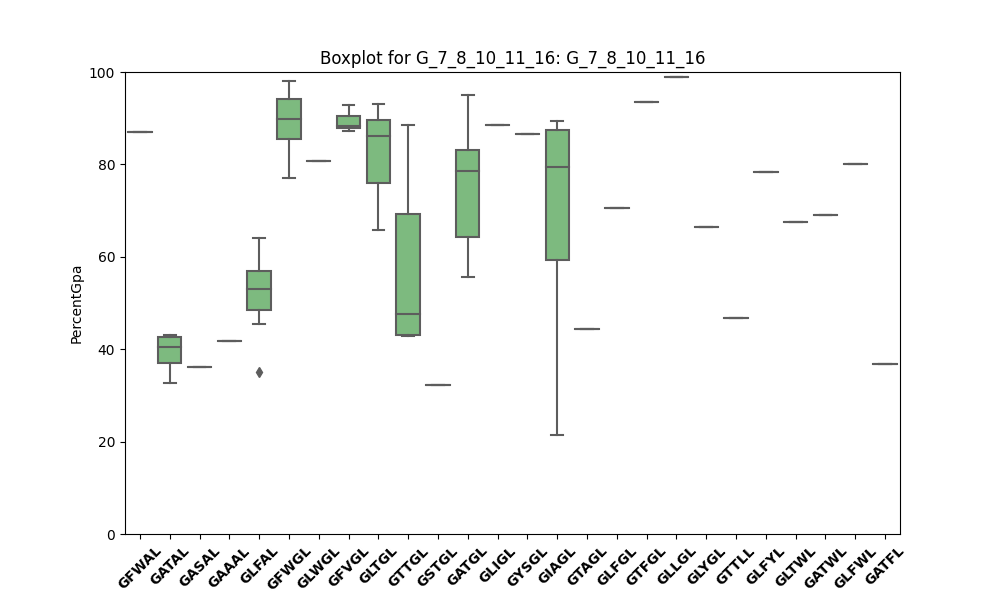 Boxplot for G_7_8_10_11_16: G_7_8_10_11_16
PercentGpa
100
80
60
40
20
0
GFWAL
GATAL
GASAL
GAAAL
GLFAL
GFWGL
GLWGL
GFVGL
GLTGL
GTTGL
GSTGL
GATGL
GLIGL
GYSGL
GIAGL
GTAGL
GLFGL
GTFGL
GLLGL
GLYGL
GTTLL
GLFYL
GLTWL
GATWL
GLFWL
GATFL